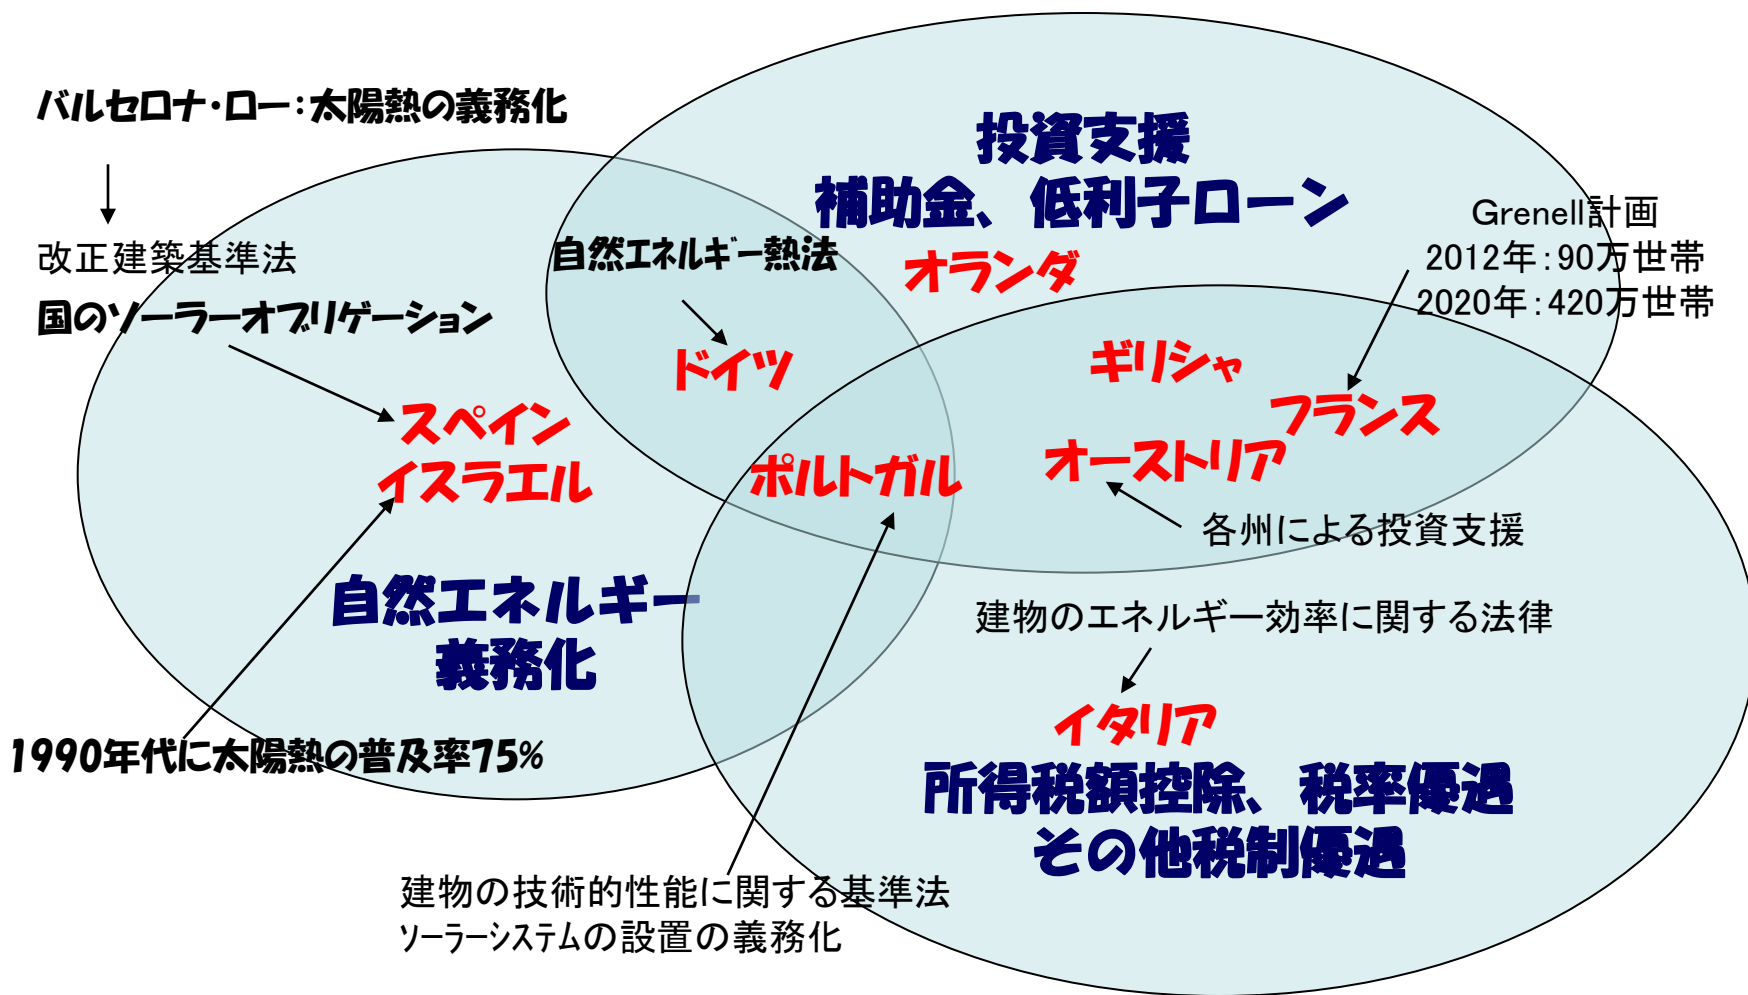 バルセロナ・ロー：太陽熱の義務化
改正建築基準法
国のソーラーオブリゲーション
投資支援
補助金、低利子ローン
自然エネルギー熱法
オランダ
Grenell計画
2012年：90万世帯
2020年：420万世帯
ドイツ
ギリシャ
フランス
スペイン
イスラエル
ポルトガル
オーストリア
各州による投資支援
自然エネルギー
義務化
建物のエネルギー効率に関する法律
イタリア
1990年代に太陽熱の普及率75%
所得税額控除、税率優遇
その他税制優遇
建物の技術的性能に関する基準法
ソーラーシステムの設置の義務化